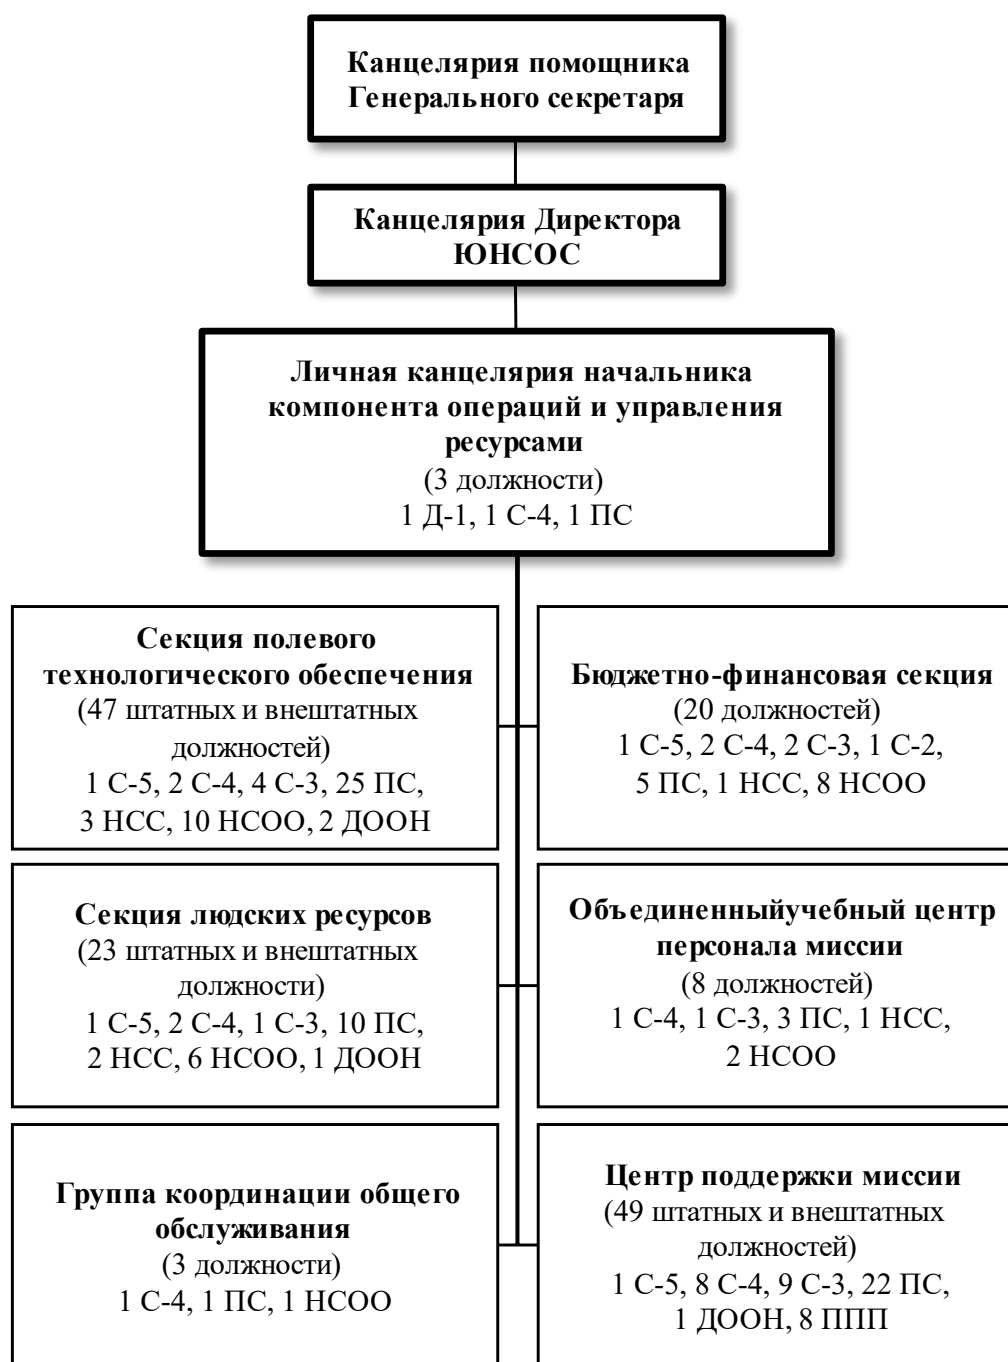 Канцелярия помощника
Генерального секретаря
Канцелярия Директора
ЮНСОС
Личная канцелярия начальника
компонента операций и управления
ресурсами
(3 должности)
1 Д-1, 1 С-4, 1 ПС
Секция полевого
технологического обеспечения
(47 штатных и внештатных
должностей)
1 С-5, 2 С-4, 4 С-3, 25 ПС,
3 НСС, 10 НСОО, 2 ДООН
Бюджетно-финансовая секция
(20 должностей)
1 С-5, 2 С-4, 2 С-3, 1 С-2,
5 ПС, 1 НСС, 8 НСОО
Секция людских ресурсов
(23 штатных и внештатных
должности)
1 С-5, 2 С-4, 1 С-3, 10 ПС,
2 НСС, 6 НСОО, 1 ДООН
Объединенныйучебный центр
персонала миссии
(8 должностей)
1 С-4, 1 С-3, 3 ПС, 1 НСС,
2 НСОО
Группа координации общего
обслуживания
(3 должности)
1 С-4, 1 ПС, 1 НСОО
Центр поддержки миссии
(49 штатных и внештатных
должностей)
1 С-5, 8 С-4, 9 С-3, 22 ПС,
1 ДООН, 8 ППП